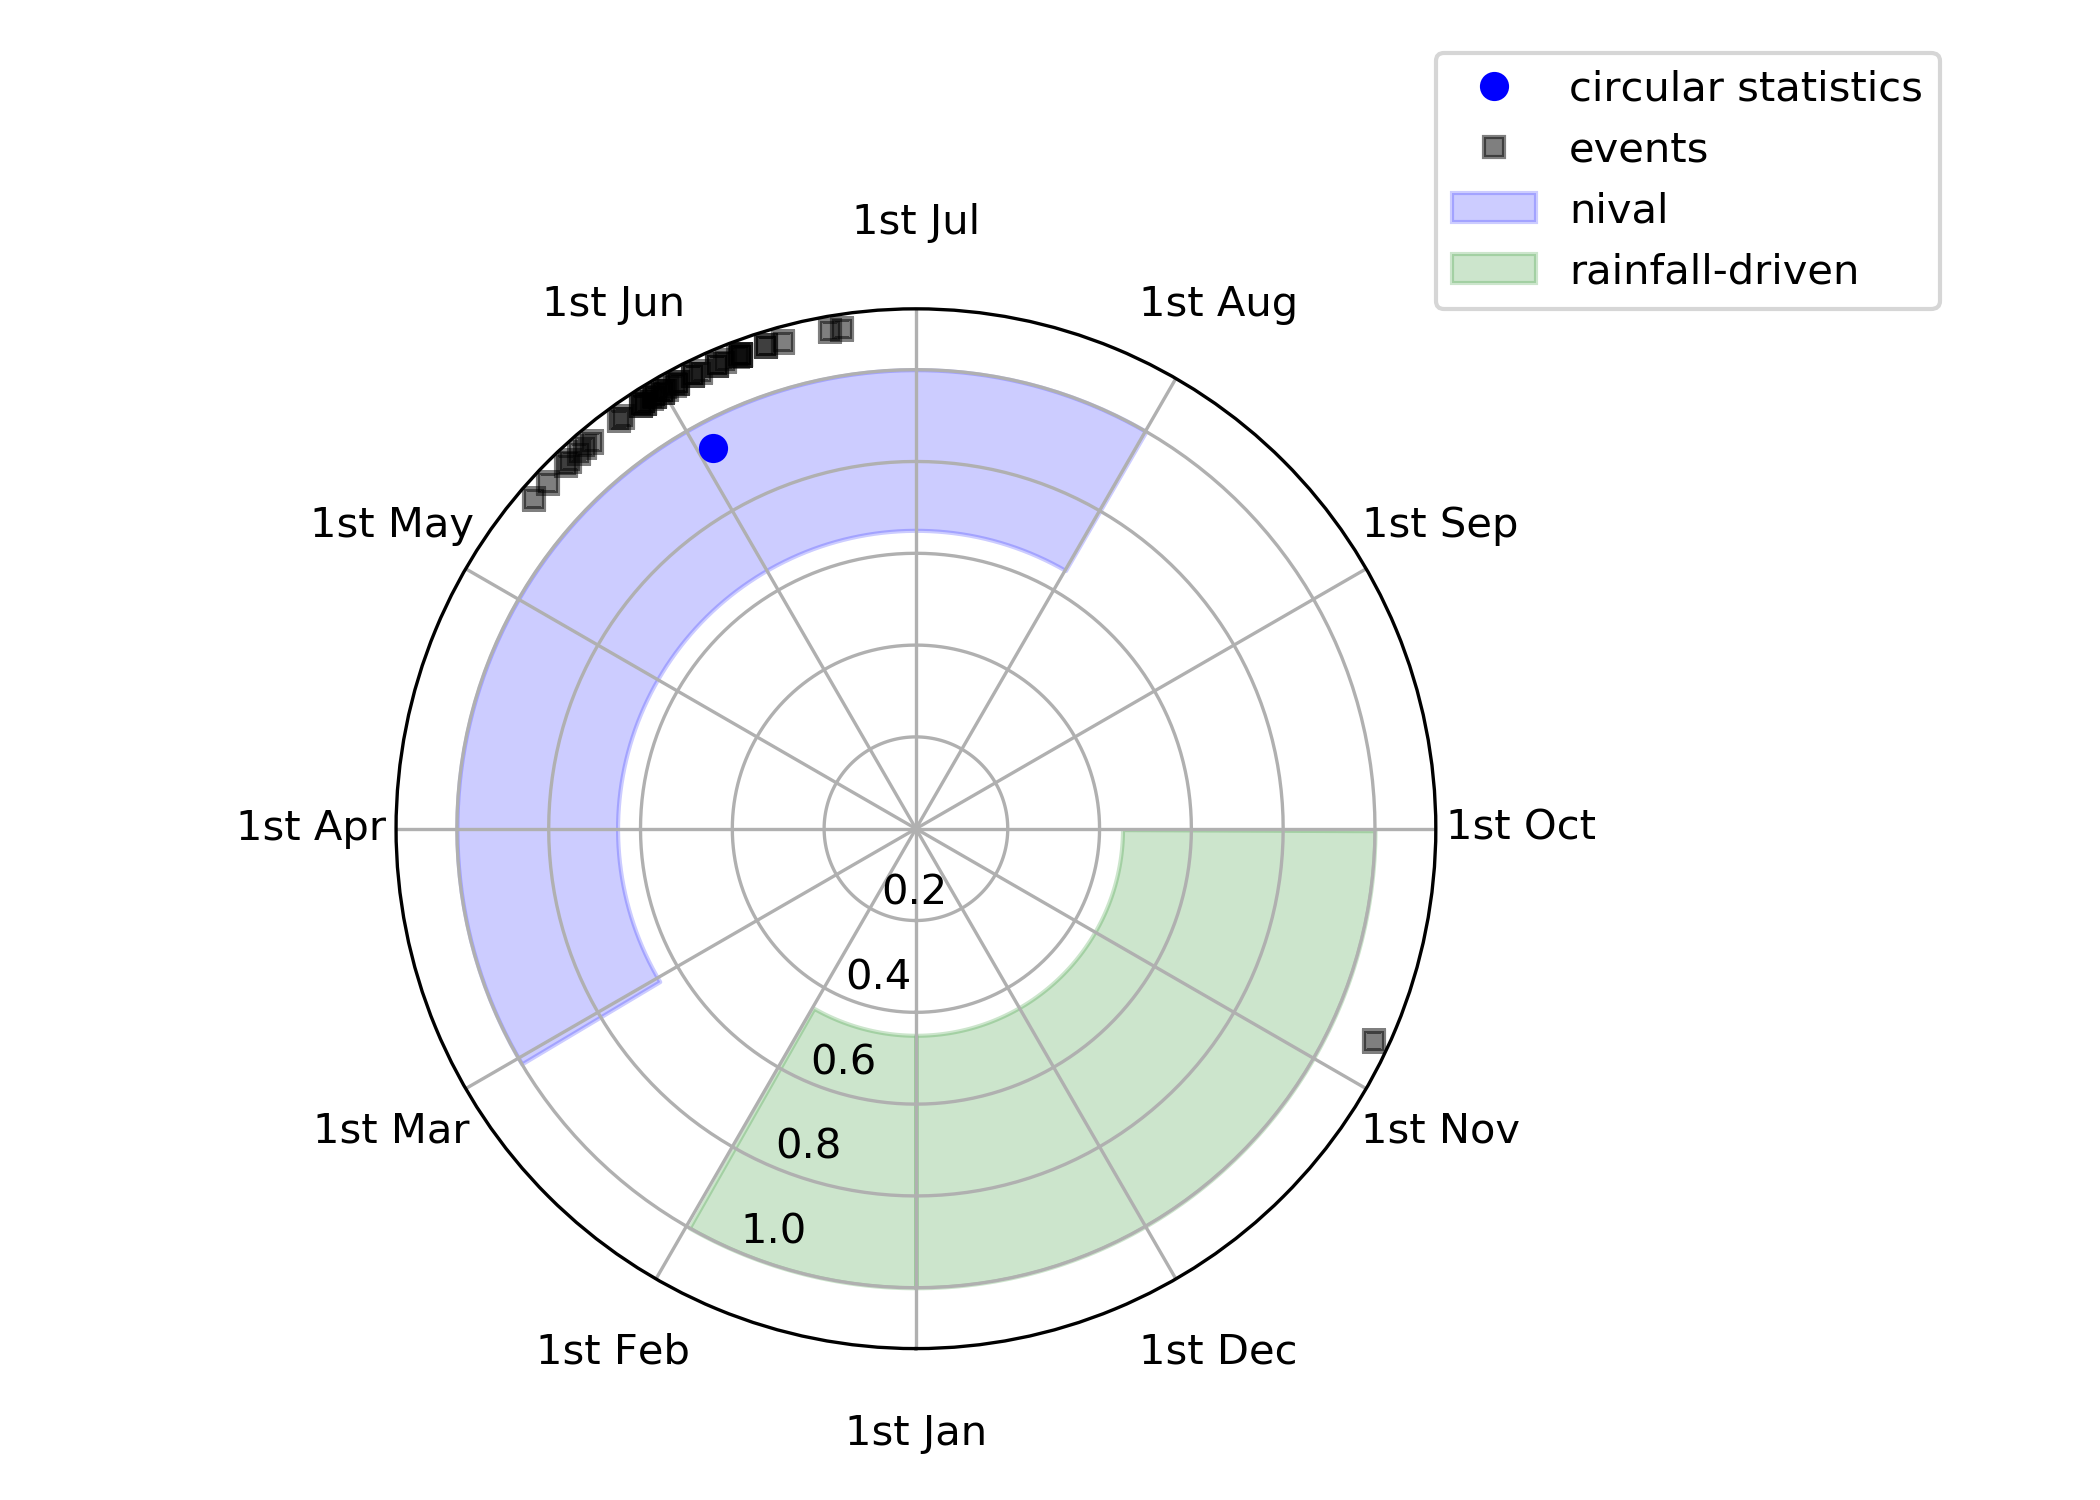 circular statistics
events
nival
rainfall-driven
1st Jul
1st Jun
1st Aug
1st May
1st Sep
1st Apr
1st Oct
0.2
0.4
0.6
1st Mar
1st Nov
0.8
1.0
1st Feb
1st Dec
1st Jan